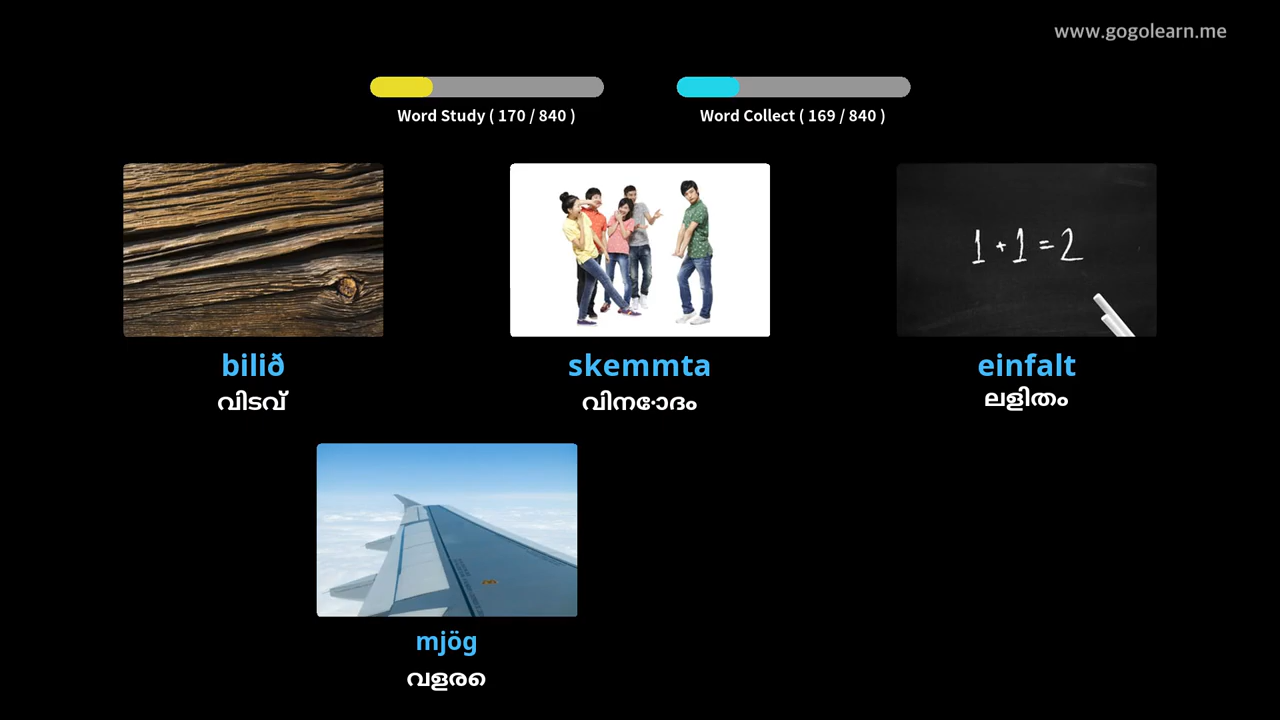 www.gogolearn.me
Word Study ( 170 / 840 )
Word Collect ( 169 / 840 )
bilið
വിടവ്
skemmta
വിനോദം
einfalt
ലളിതം
1 + 1 = 2
mjög
വളരെ